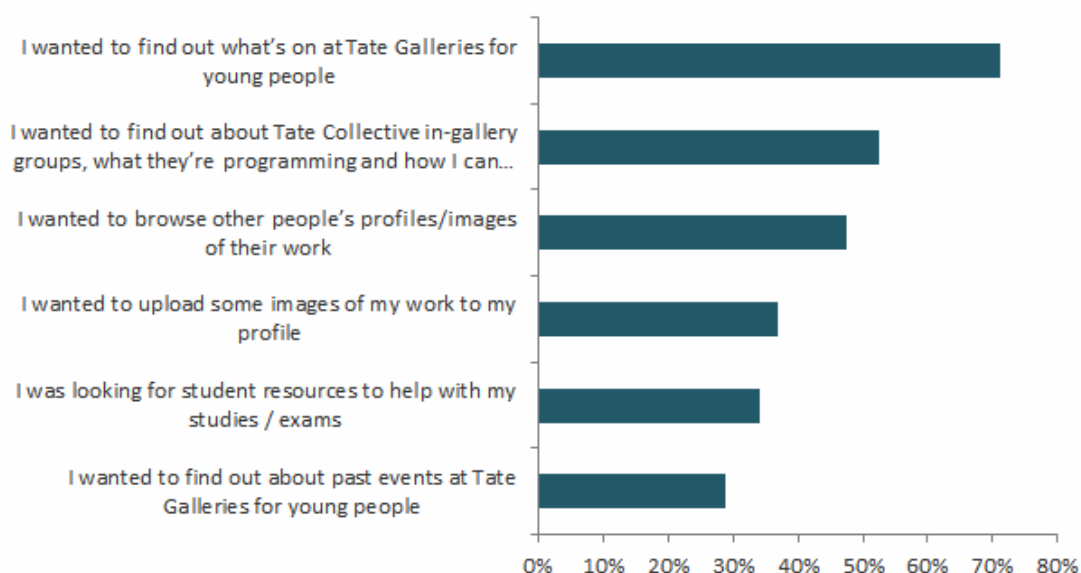 I wanted to find out what's on at Tate Galleries for
young people
I wanted to find out about Tate Collective in-gallery
groups, what they're programming and how I can...
I wanted to browse other people's profiles/images
of their work
I wanted to upload some images of my work to my
profile
I was looking for student resources to help with my
studies / exams
I wanted to find out about past events at Tate
Galleries for young people
0% 10% 20% 30% 40% 50% 60% 70% 80%